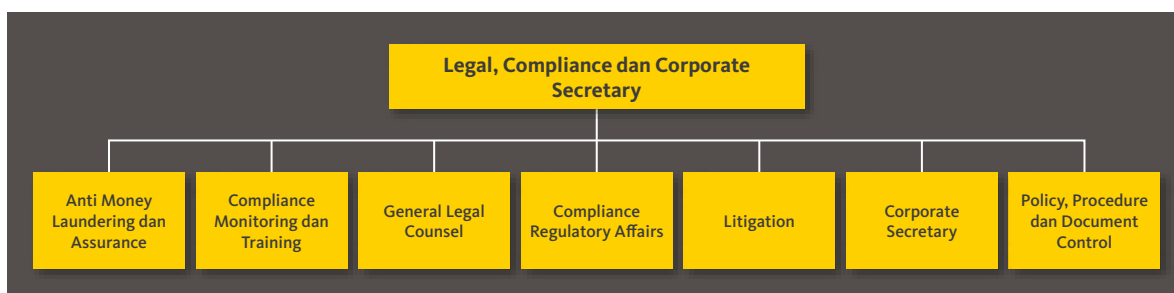 Legal, Compliance dan Corporate
Secretary
Anti Money
Laundering dan
Assurance
Compliance
Monitoring dan
Training
General Legal
Counsel
Compliance
Regulatory Affairs
Litigation
Corporate
Secretary
Policy, Procedure
dan Document
Control